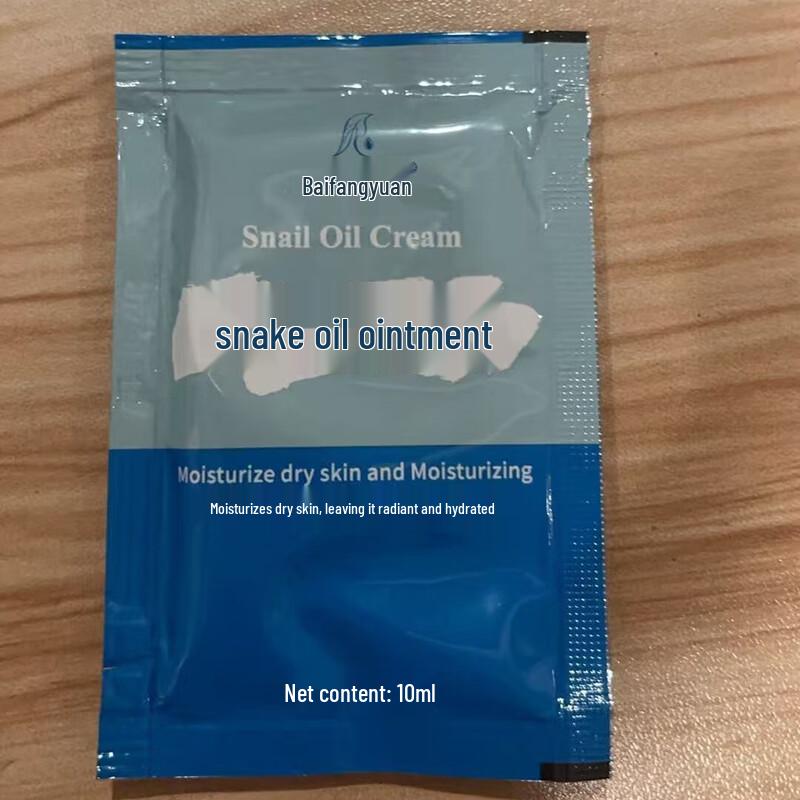 Baifangyuan
Snail Oil Cream
snake oil ointment
Moisturize dry skin and Moisturizing
Moisturizes dry skin, leaving it radiant and hydrated
Net content: 10ml